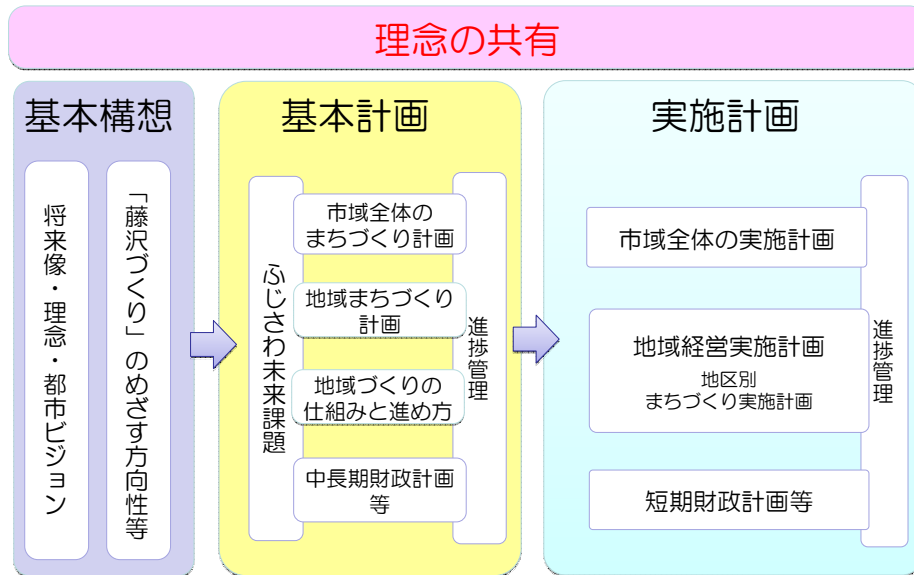 理念の共有
基本構想
将来像・理念・都市ビジョン
「藤沢づくり」のめざす方向性等
基本計画
ふじさわ未来課題
市域全体の
まちづくり計画
地域まちづくり
計画
地域づくりの
仕組みと進め方
中長期財政計画
等
進捗管理
実施計画
市域全体の実施計画
地域経営実施計画
地区別
まちづくり実施計画
短期財政計画等
進捗管理